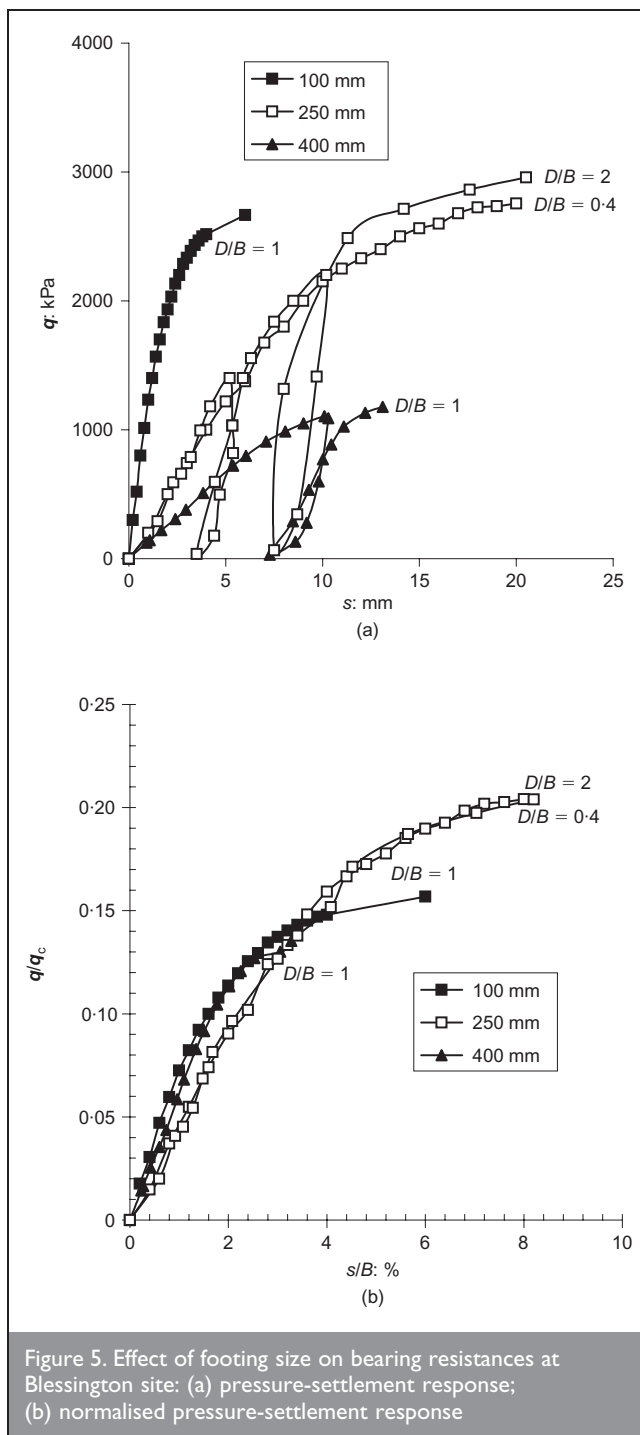 4000
3000
2000
1000
0
q: kPa
100 mm
250 mm
400 mm
D/B = 1
D/B = 2
D/B = 0·4
D/B = 1
0
5
10
15
20
25
s: mm
(a)
0·25
0·20
0·15
0·10
0·05
0
q/qc
D/B = 2
D/B = 0·4
D/B = 1
D/B = 1
100 mm
250 mm
400 mm
0
2
4
6
8
10
s/B: %
(b)
Figure 5. Effect of footing size on bearing resistances at
Blessington site: (a) pressure-settlement response;
(b) normalised pressure-settlement response